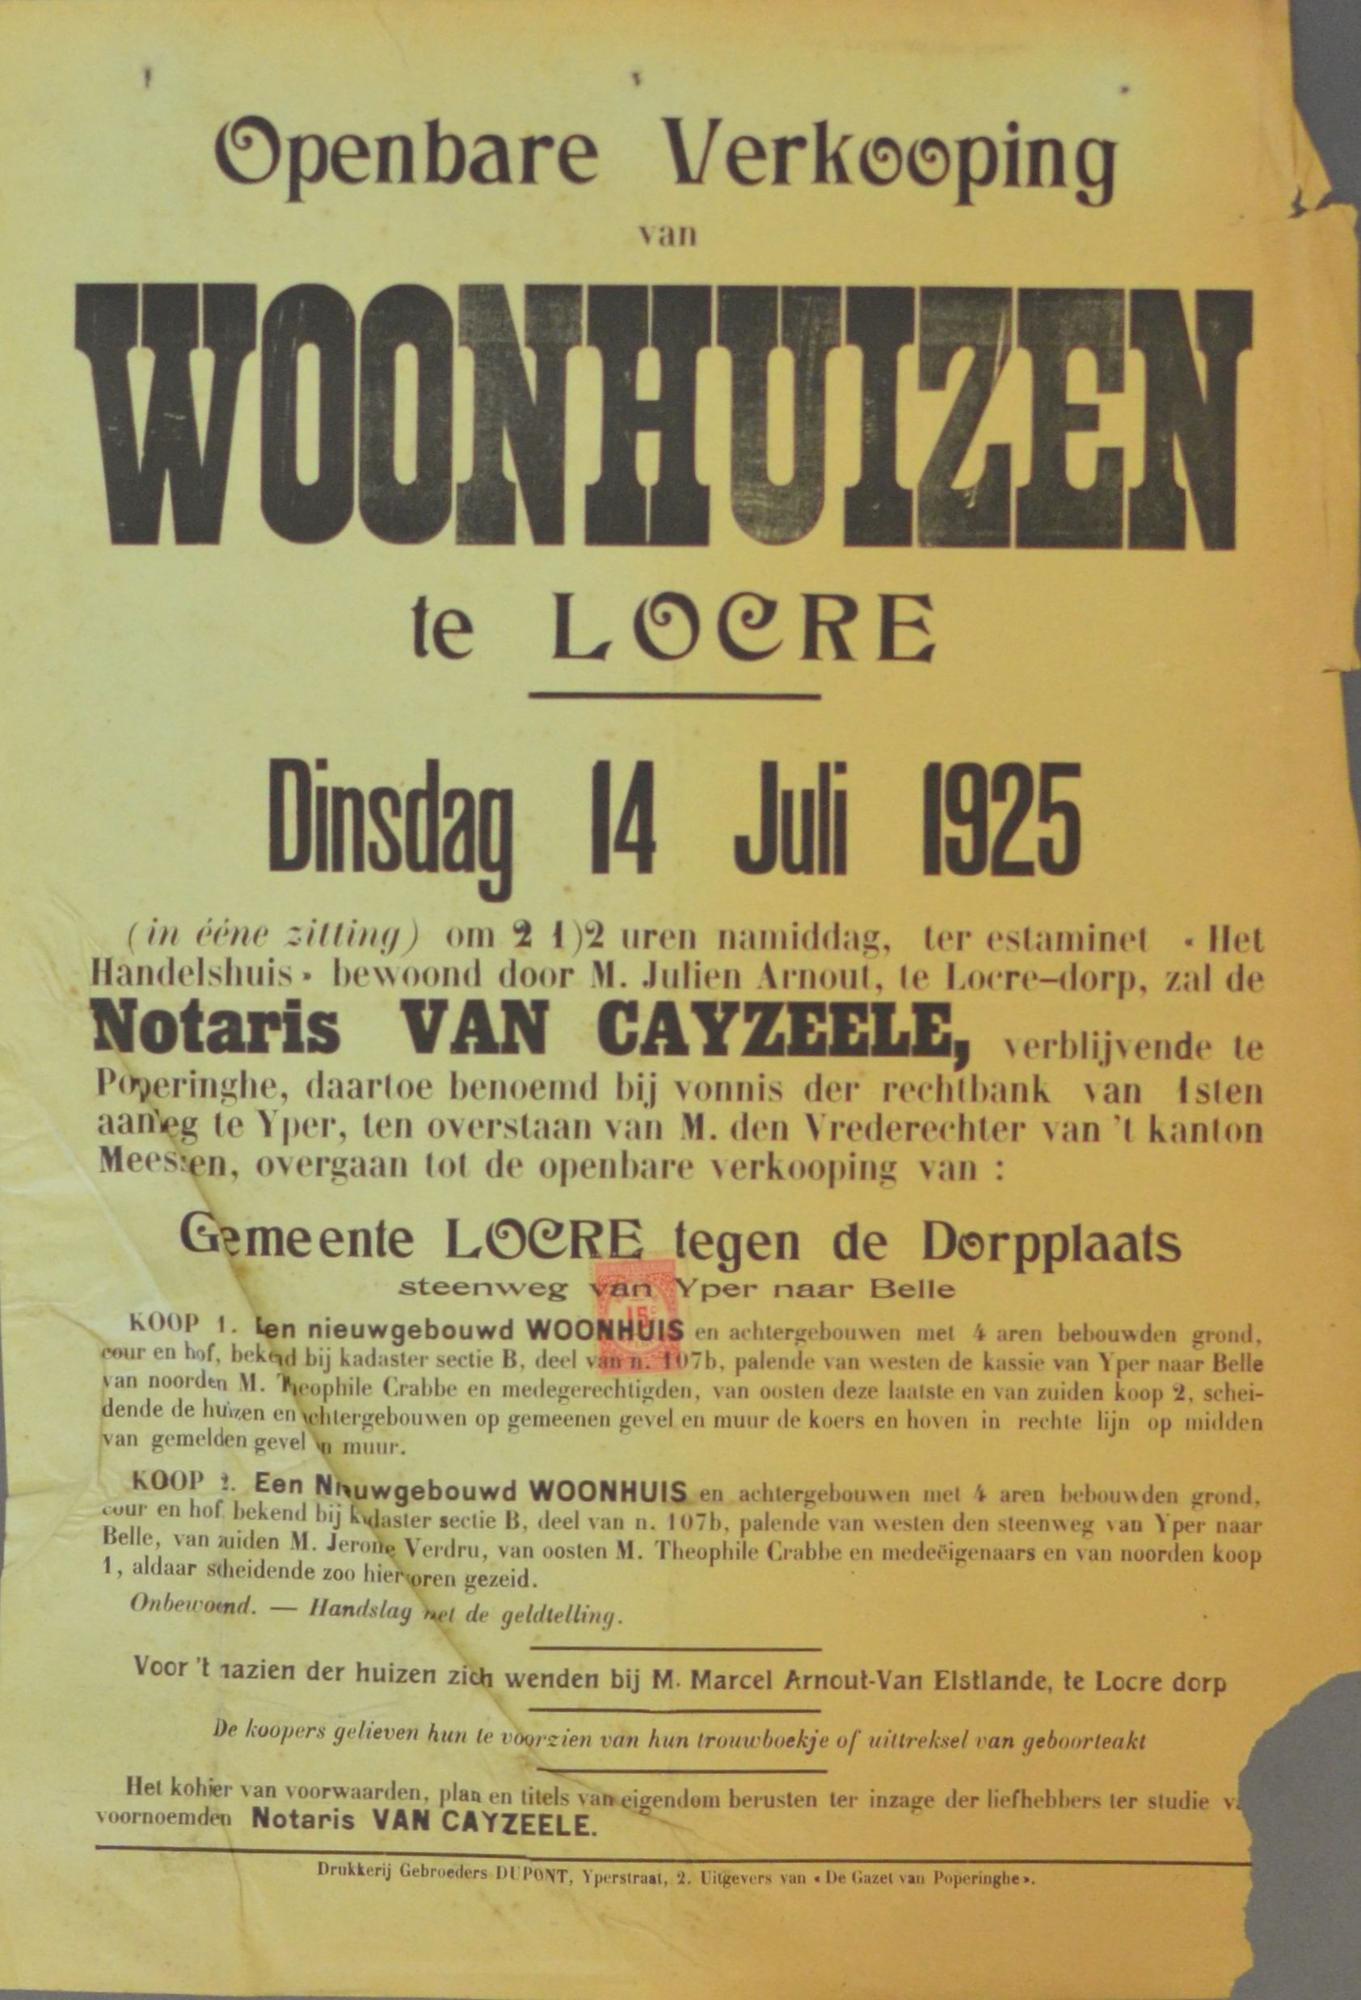 Openbare Verkooping
van
WOONHUIZEN
te LOCRE
Dinsdag 14 Juli 1925
(in ééne zitting) om 2 1)2 uren namiddag, ter estaminet « Het
Handelshuis » bewoond door M. Julien Arnout, te Locre-dorp, zal de
Notaris VAN CAYZEELE, verblijvende te
Poperinghe, daartoe benoemd bij vonnis der rechtbank van 1sten
aanleg te Yper, ten overstaan van M. den Vrederechter van 't kanton
Meessen, overgaan tot de openbare verkooping van :
Gemeente LOCRE tegen de Dorpplaats
steenweg van Yper naar Belle
KOOP 1. Een nieuwgebouwd WOONHUIS en achtergebouwen met 4 aren bebouwden grond,
cour en hof, bekend bij kadaster sectie B, deel van n. 107b, palende van westen de kassie van Yper naar Belle
van noorden M. Theophile Crabbe en medegerechtigden, van oosten deze laatste en van zuiden koop 2, schei-
dende de huizen en achtergebouwen op gemeenen gevel en muur de koers en hoven in rechte lijn op midden
van gemelden gevel en muur.
KOOP 2. Een Nieuwgebouwd WOONHUIS en achtergebouwen met 4 aren bebouwden grond,
cour en hof bekend bij kadaster sectie B, deel van n. 107b, palende van westen den steenweg van Yper naar
Belle, van zuiden M. Jerome Verdru, van oosten M. Theophile Crabbe en medeëigenaars en van noorden koop
1, aldaar scheidende zoo hiervoren gezeid.
Onbewoond. — Handslag met de geldtelling.
Voor 't nazien der huizen zich wenden bij M. Marcel Arnout-Van Elstlande, te Locre dorp
De koopers gelieven hun te voorzien van hun trouwboekje of uittreksel van geboorteakt
Het kohier van voorwaarden, plan en titels van eigendom berusten ter inzage der liefhebbers ter studie
voornoemden Notaris VAN CAYZEELE.
Drukkerij Gebroeders DUPONT, Yperstraat, 2. Uitgevers van « De Gazet van Poperinghe ».